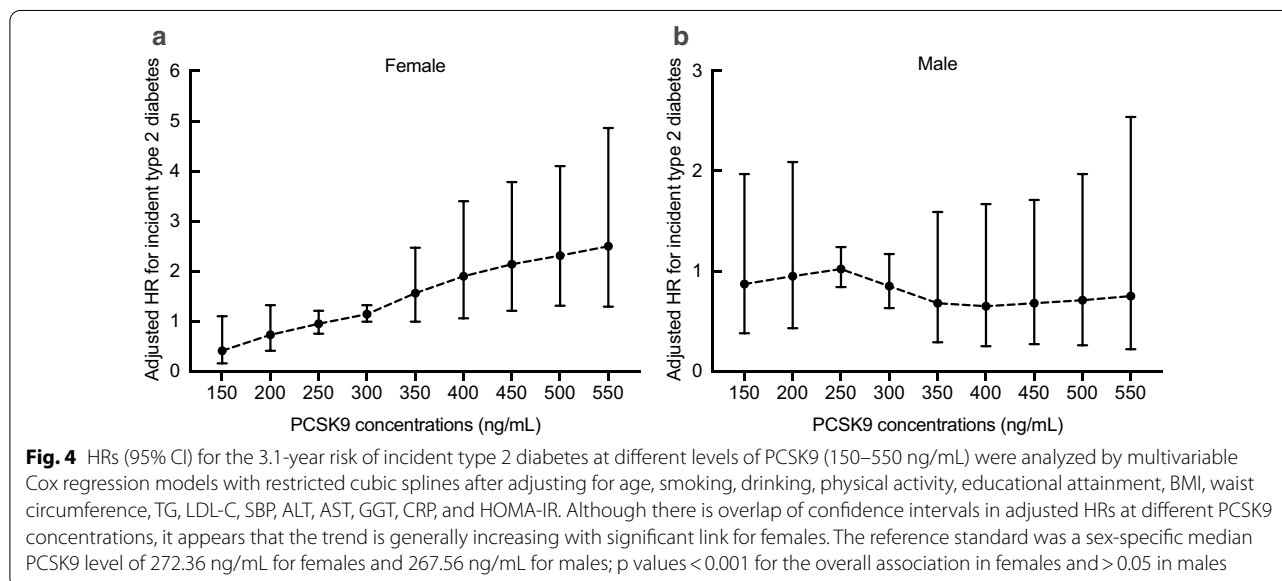 a
Female
Adjusted HR for incident type 2 diabetes
6
5
4
3
2
1
0
150 200 250 300 350 400 450 500 550
PCSK9 concentrations (ng/mL)
b
Male
Adjusted HR for incident type 2 diabetes
3
2
1
0
150 200 250 300 350 400 450 500 550
PCSK9 concentrations (ng/mL)
Fig. 4 HRs (95% CI) for the 3.1-year risk of incident type 2 diabetes at different levels of PCSK9 (150–550 ng/mL) were analyzed by multivariable
Cox regression models with restricted cubic splines after adjusting for age, smoking, drinking, physical activity, educational attainment, BMI, waist
circumference, TG, LDL-C, SBP, ALT, AST, GGT, CRP, and HOMA-IR. Although there is overlap of confidence intervals in adjusted HRs at different PCSK9
concentrations, it appears that the trend is generally increasing with significant link for females. The reference standard was a sex-specific median
PCSK9 level of 272.36 ng/mL for females and 267.56 ng/mL for males; p values < 0.001 for the overall association in females and > 0.05 in males